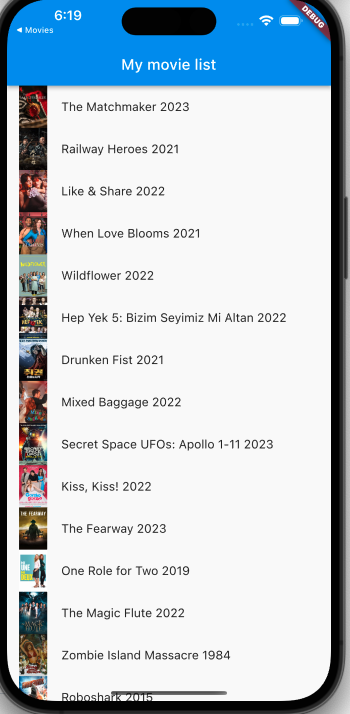 6:19
DEBUG
◀ Movies
My movie list
The Matchmaker 2023
Railway Heroes 2021
Like & Share 2022
When Love Blooms 2021
Wildflower 2022
Hep Yek 5: Bizim Seyimiz Mi Altan 2022
Drunken Fist 2021
Mixed Baggage 2022
Secret Space UFOs: Apollo 1-11 2023
Kiss, Kiss! 2022
THE FEARWAY
The Fearway 2023
One Role for Two 2019
The Magic Flute 2022
Zombie Island Massacre 1984
Roboshark 2015